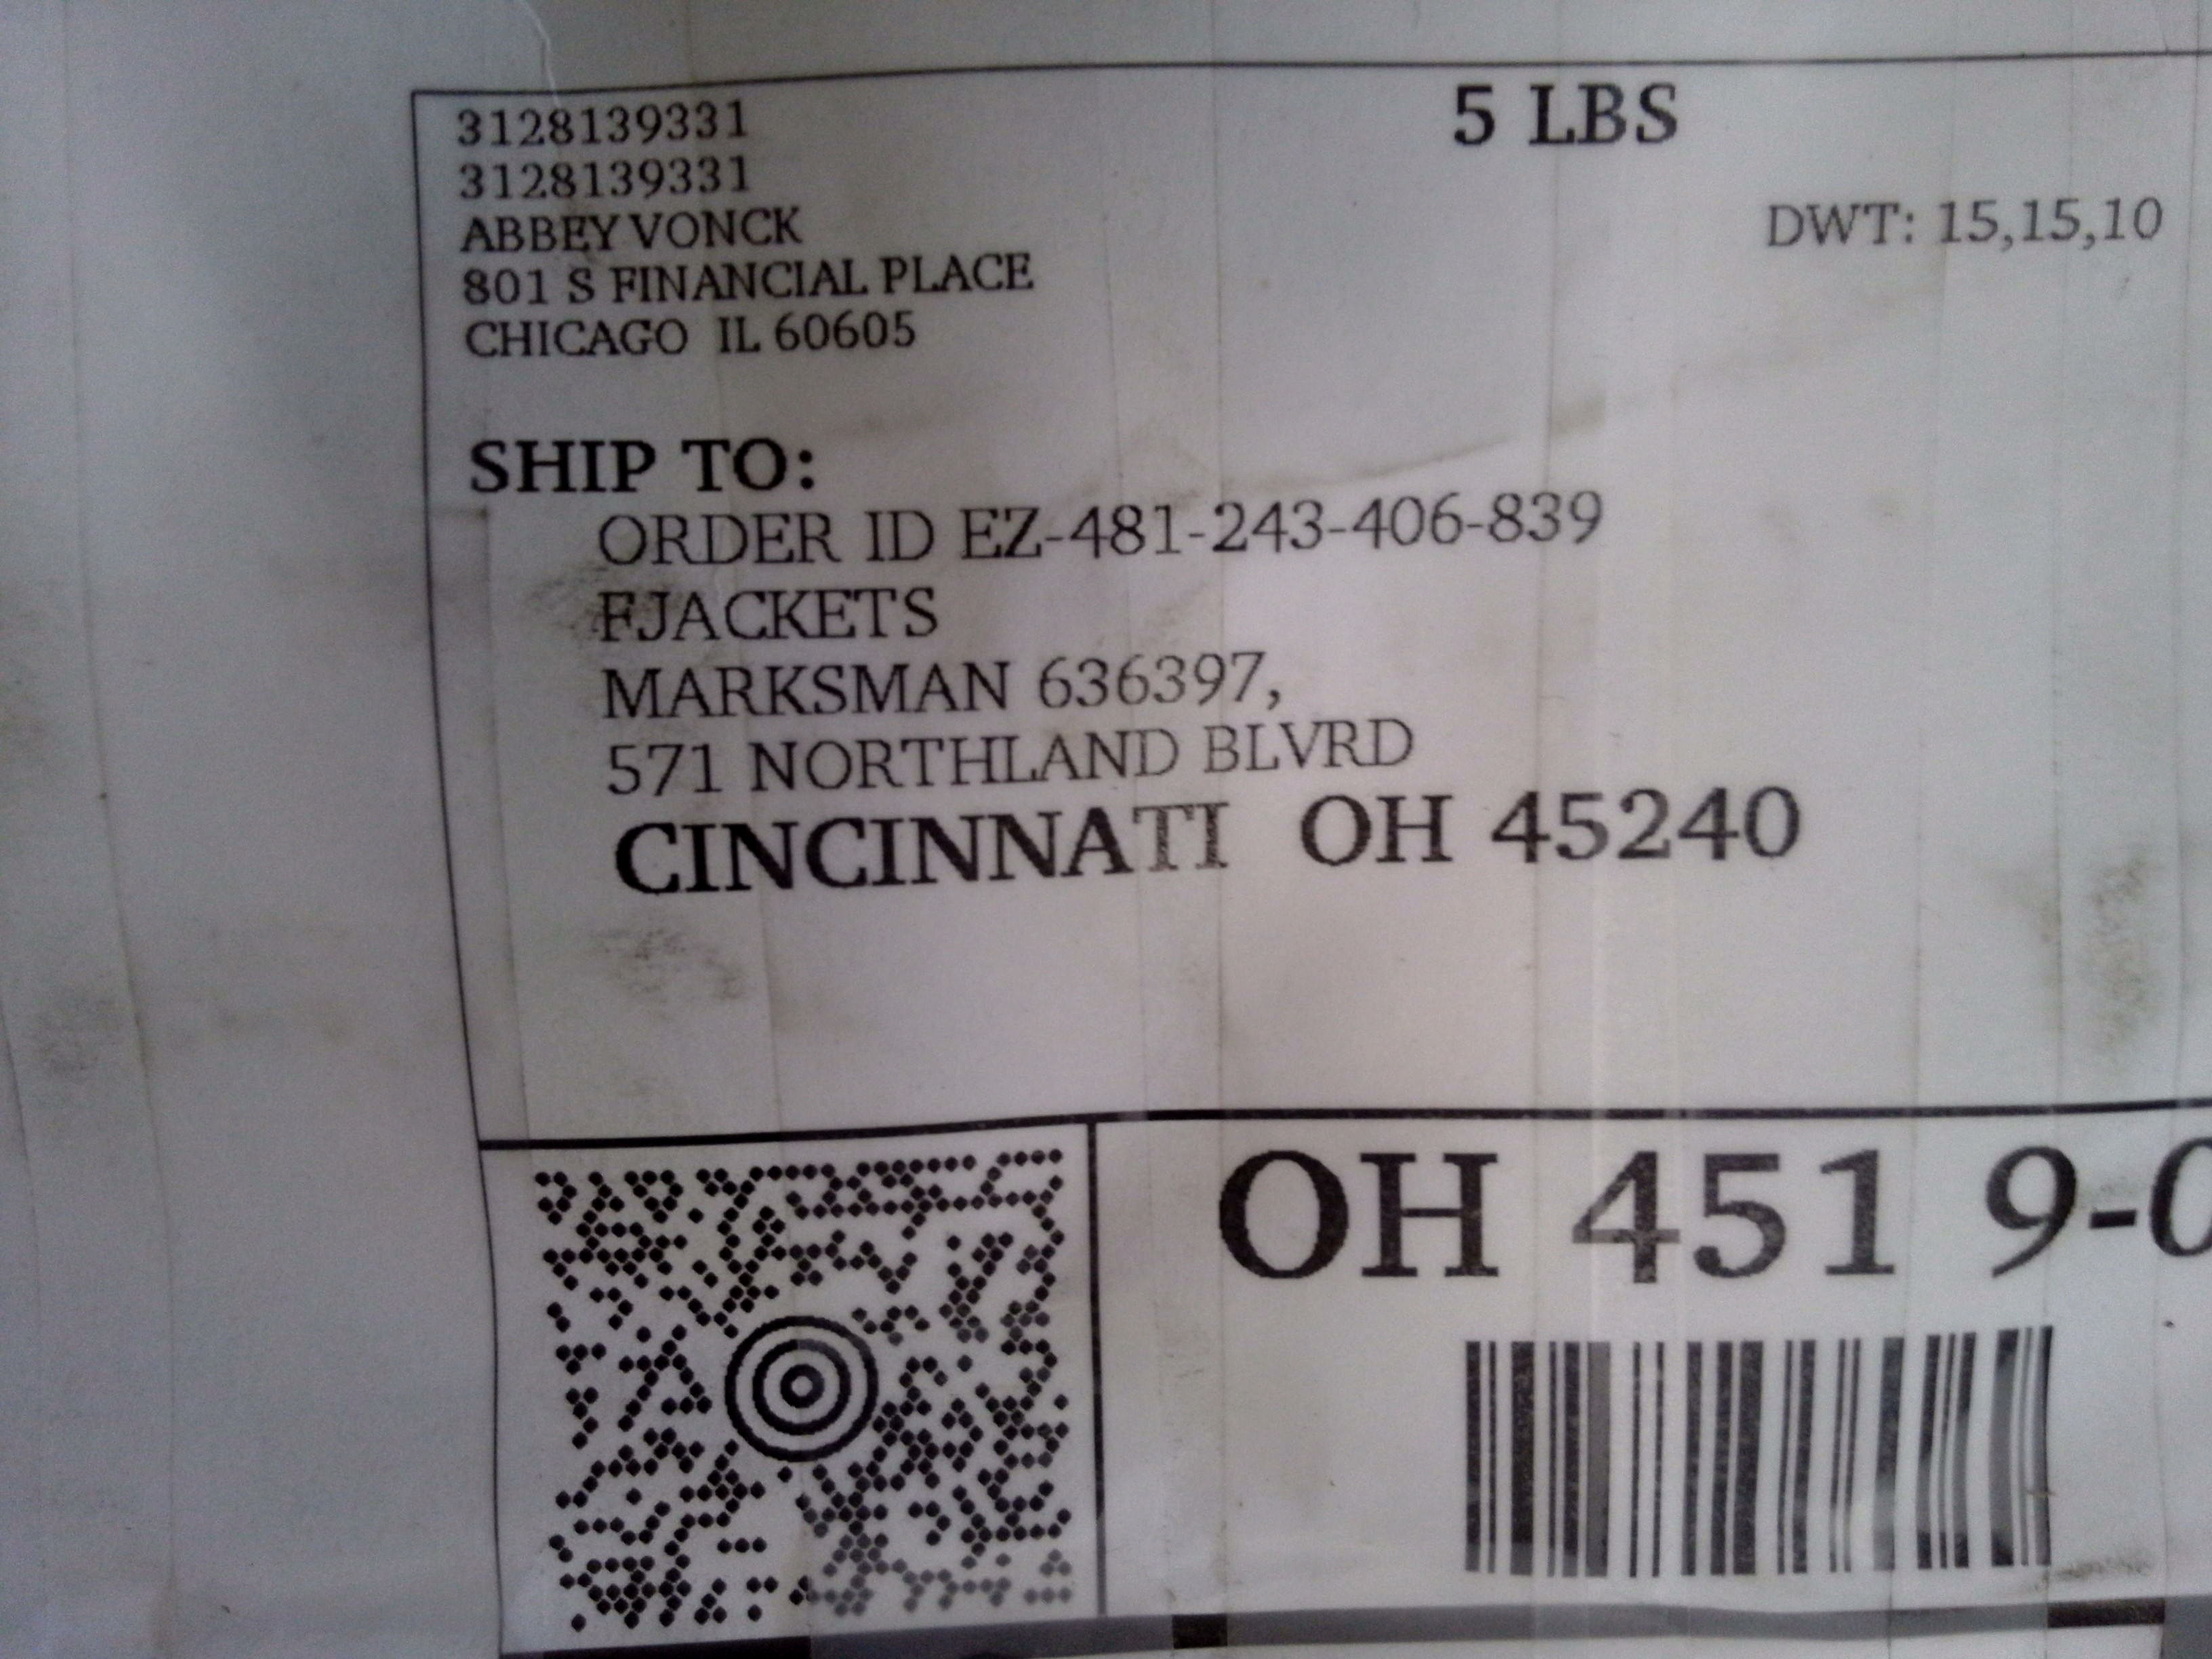 3128139331
3128139331
ABBEY VONCK
801 S FINANCIAL PLACE
CHICAGO IL 60605
5 LBS
DWT: 15,15,10
SHIP TO:
ORDER ID EZ-481-243-406-839
FJACKETS
MARKSMAN 636397,
571 NORTHLAND BLVRD
CINCINNATI OH 45240
OH 451 9-0